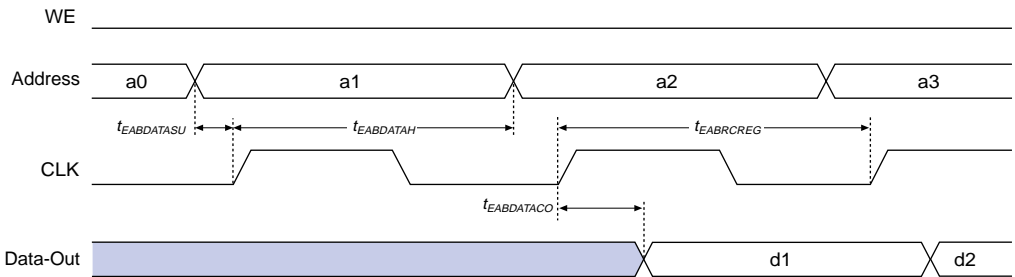 WE
Address a0 a1 a2 a3
tEABDATASU tEABDATAH tEABRCREG
CLK
tEABDATACO
Data-Out d1 d2